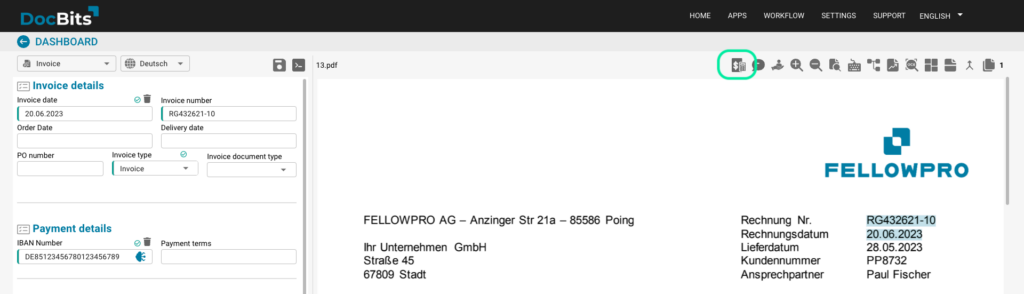 DocBits
HOME APPS WORKFLOW SETTINGS SUPPORT ENGLISH
DASHBOARD
Invoice Deutsch
13.pdf
1
Invoice details
Invoice date Invoice number
20.06.2023 RG432621-10
Order Date Delivery date
PO number Invoice type Invoice document type
Invoice
Payment details
IBAN Number Payment terms
DE85123456780123456789
FELLOWPRO
FELLOWPRO AG – Anzinger Str 21a – 85586 Poing
Ihr Unternehmen GmbH
Straße 45
67809 Stadt
Rechnung Nr. RG432621-10
Rechnungsdatum 20.06.2023
Lieferdatum 28.05.2023
Kundennummer PP8732
Ansprechpartner Paul Fischer